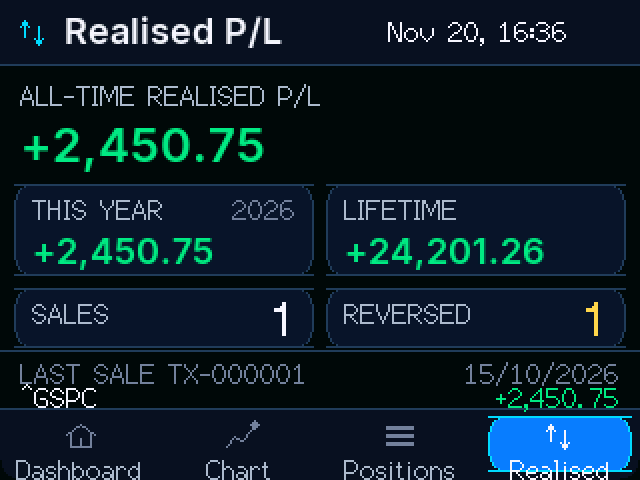 Realised P/L
Nov 20, 16:36
ALL-TIME REALISED P/L
+2,450.75
THIS YEAR 2026
+2,450.75
LIFETIME
+24,201.26
SALES 1
REVERSED 1
LAST SALE TX-000001 15/10/2026
^GSPC +2,450.75
Dashboard
Chart
Positions
Realised